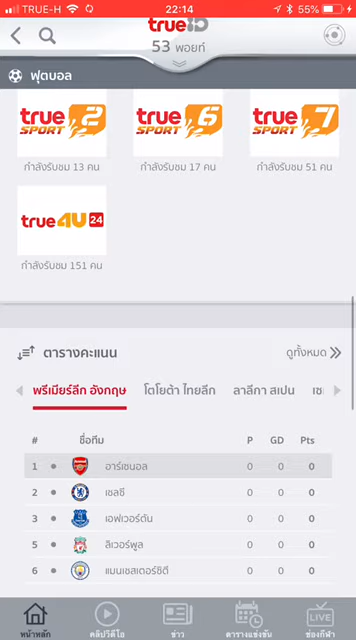 TRUE-H 22:14 55%
trueID
53 พอยท์
ฟุตบอล
true SPORT 2 true SPORT 6 true SPORT 7
กำลังรับชม 13 คน กำลังรับชม 17 คน กำลังรับชม 51 คน
true4U 24
กำลังรับชม 151 คน
ตารางคะแนน ดูทั้งหมด
พรีเมียร์ลีก อังกฤษ โตโยต้า ไทยลีก ลาลีกา สเปน เซ
# ชื่อทีม P GD Pts
1 อาร์เซนอล 0 0 0
2 เชลซี 0 0 0
3 เอฟเวอร์ตัน 0 0 0
5 ลิเวอร์พูล 0 0 0
6 แมนเชสเตอร์ซิตี้ 0 0 0
หน้าหลัก คลิปวีดีโอ ข่าว ตารางแข่งขัน LIVE ช่องกีฬา